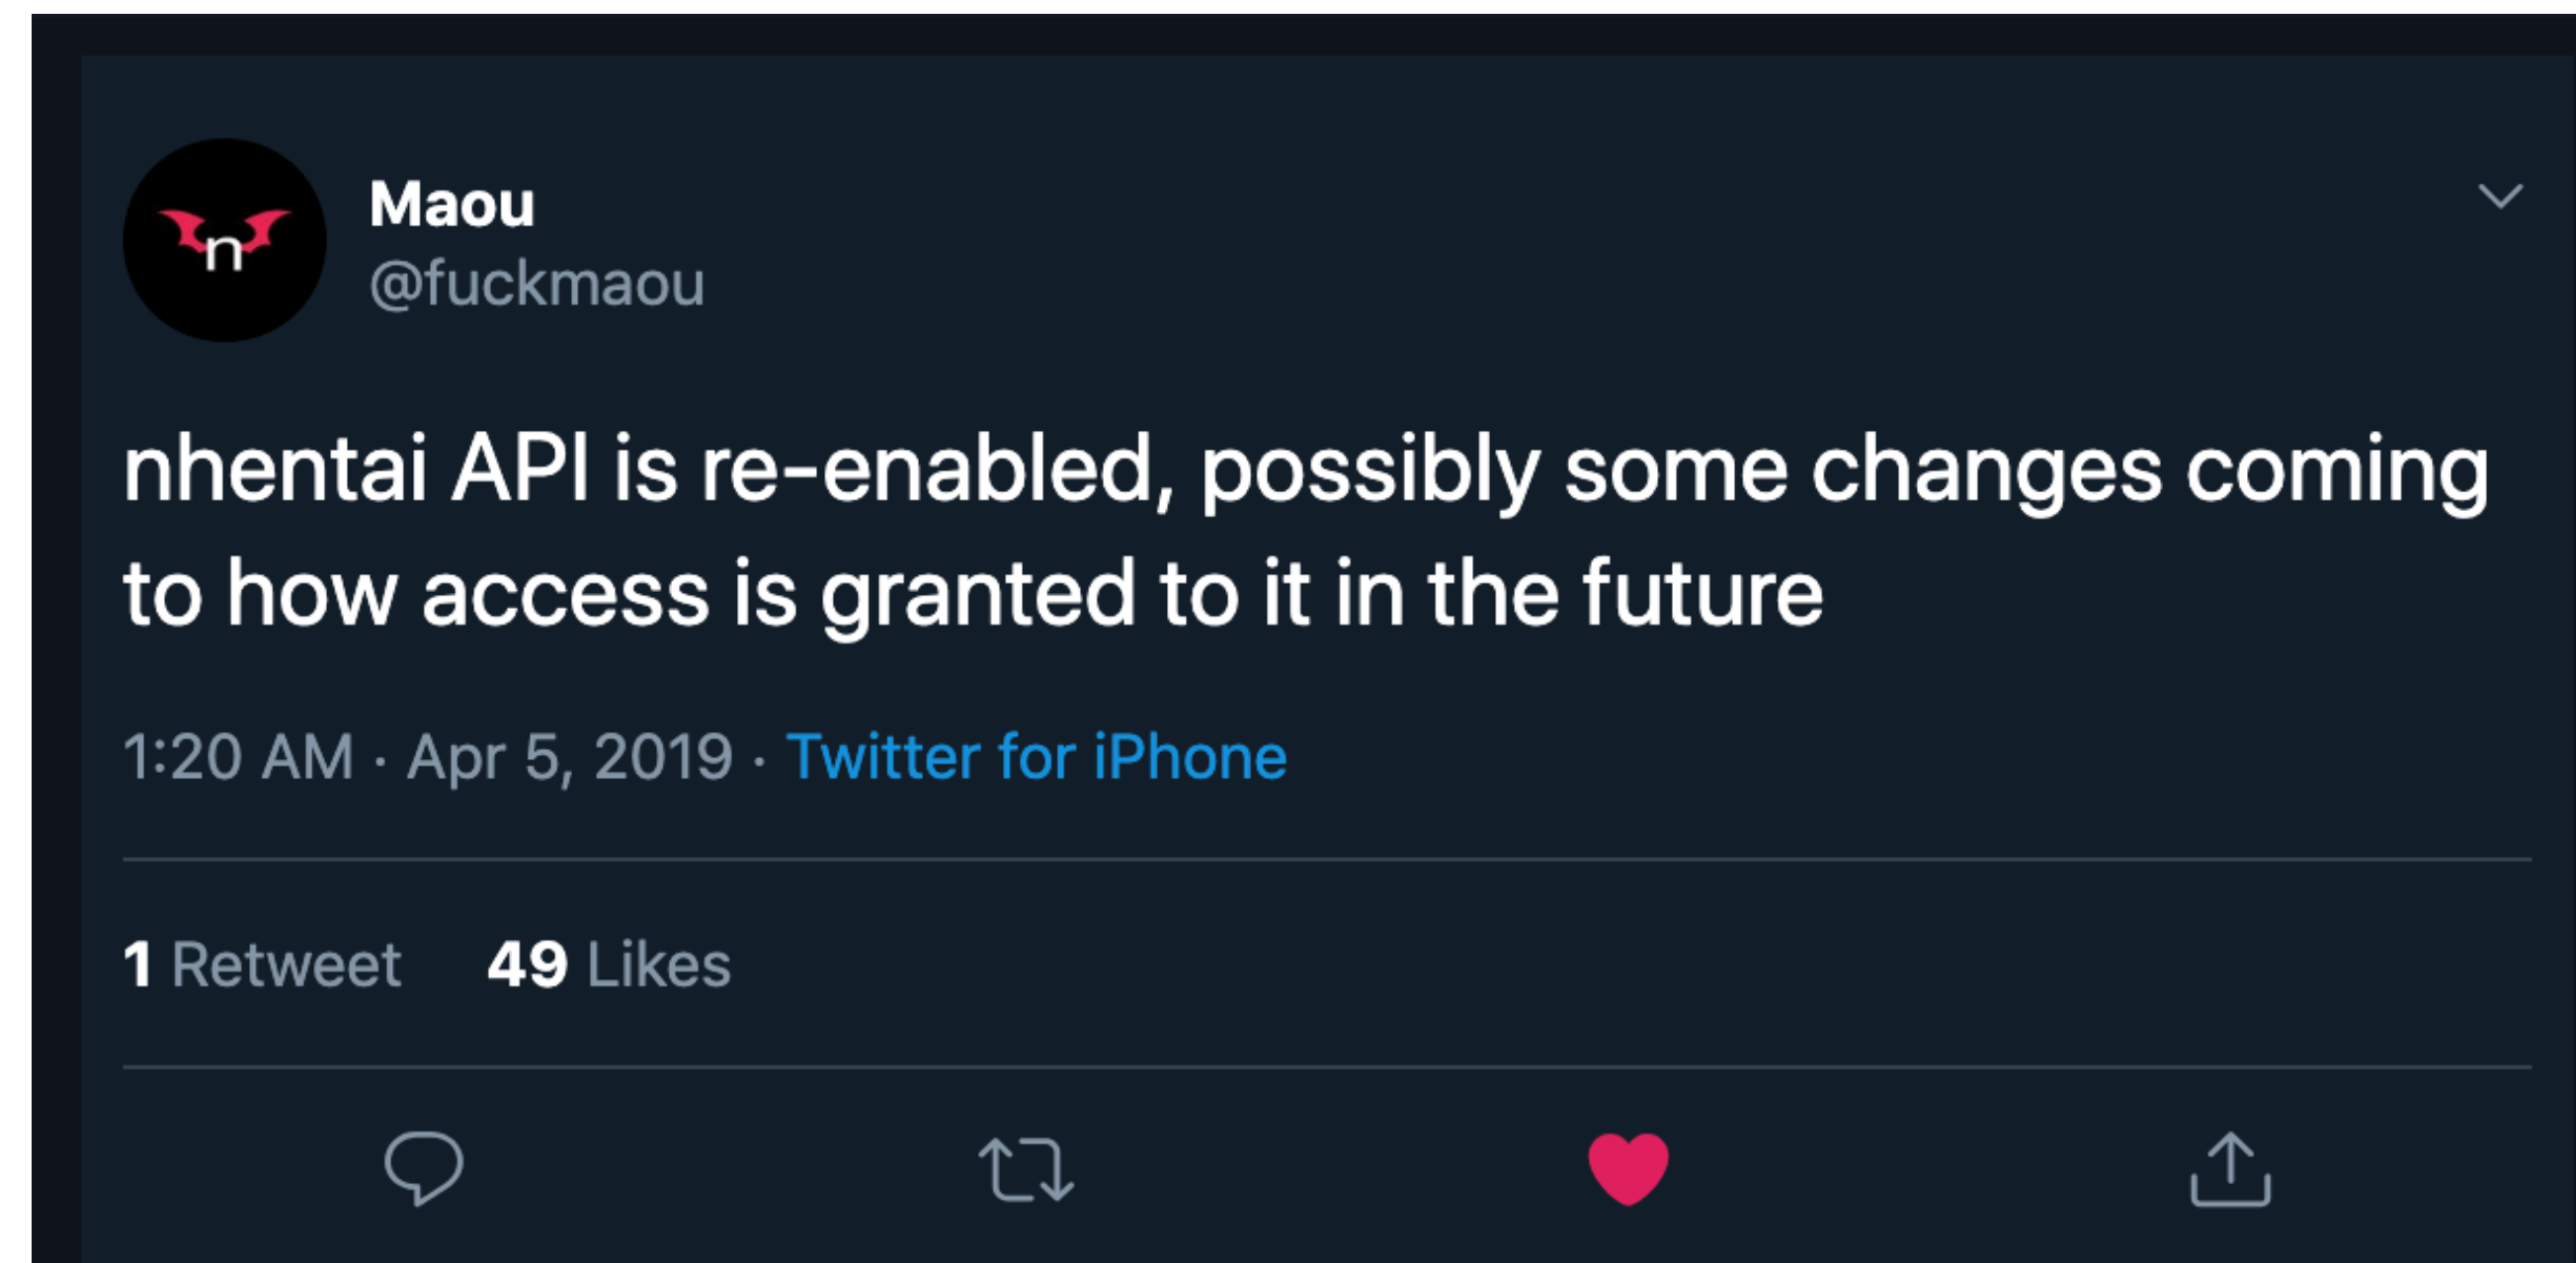 n
Maou
@fuckmaou
nhentai API is re-enabled, possibly some changes coming
to how access is granted to it in the future
1:20 AM · Apr 5, 2019 · Twitter for iPhone
1 Retweet 49 Likes